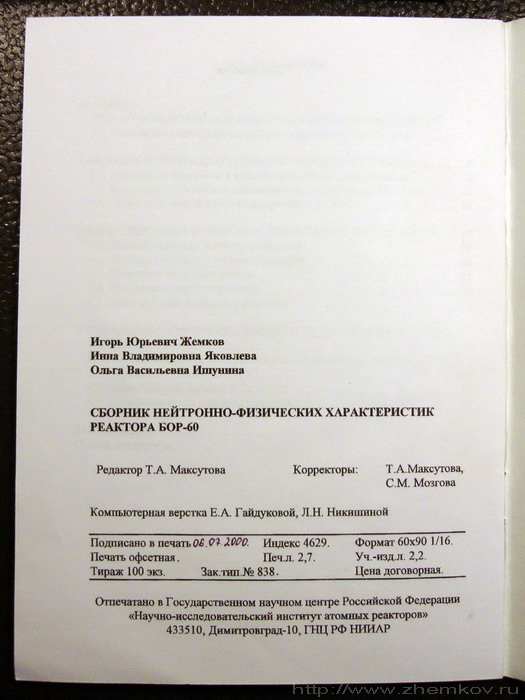 Игорь Юрьевич Жемков
Инна Владимировна Яковлева
Ольга Васильевна Ишунина
СБОРНИК НЕЙТРОННО-ФИЗИЧЕСКИХ ХАРАКТЕРИСТИК
РЕАКТОРА БОР-60
Редактор Т.А. Максутова Корректоры: Т.А.Максутова,
С.М. Мозгова
Компьютерная верстка Е.А. Гайдуковой, Л.Н. Никишиной
Подписано в печать 06.07.2000. Индекс 4629. Формат 60х90 1/16.
Печать офсетная. Печ.л. 2,7. Уч.-изд.л. 2,2.
Тираж 100 экз. Зак.тип.№ 838. Цена договорная.
Отпечатано в Государственном научном центре Российской Федерации
«Научно-исследовательский институт атомных реакторов»
433510, Димитровград-10, ГНЦ РФ НИИАР
http://www.zhemkov.ru